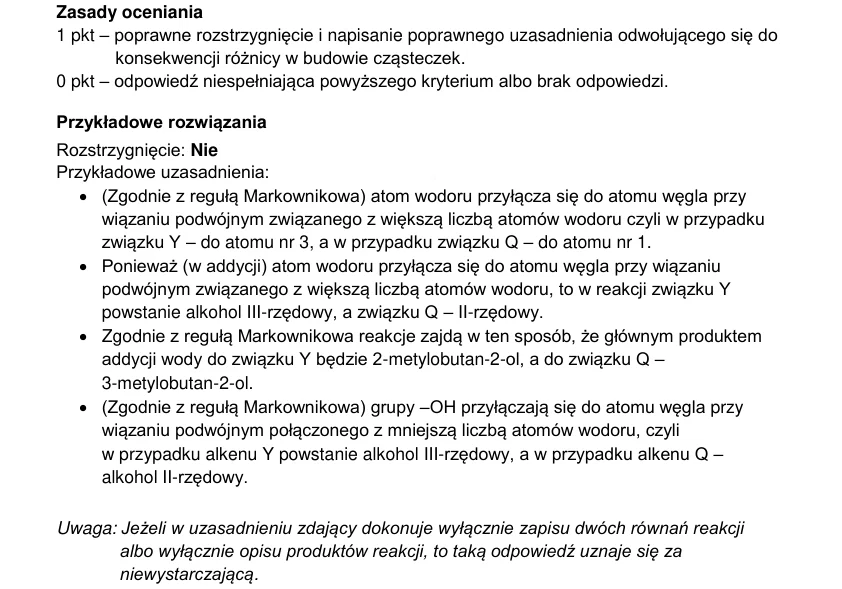 Zasady oceniania
1 pkt – poprawne rozstrzygnięcie i napisanie poprawnego uzasadnienia odwołującego się do
konsekwencji różnicy w budowie cząsteczek.
0 pkt – odpowiedź niespełniająca powyższego kryterium albo brak odpowiedzi.
Przykładowe rozwiązania
Rozstrzygnięcie: Nie
Przykładowe uzasadnienia:
• (Zgodnie z regułą Markownikowa) atom wodoru przyłącza się do atomu węgla przy
wiązaniu podwójnym związanego z większą liczbą atomów wodoru czyli w przypadku
związku Y – do atomu nr 3, a w przypadku związku Q – do atomu nr 1.
• Ponieważ (w addycji) atom wodoru przyłącza się do atomu węgla przy wiązaniu
podwójnym związanego z większą liczbą atomów wodoru, to w reakcji związku Y
powstanie alkohol III-rzędowy, a związku Q – II-rzędowy.
• Zgodnie z regułą Markownikowa reakcje zajdą w ten sposób, że głównym produktem
addycji wody do związku Y będzie 2-metylobutan-2-ol, a do związku Q –
3-metylobutan-2-ol.
• (Zgodnie z regułą Markownikowa) grupy –OH przyłączają się do atomu węgla przy
wiązaniu podwójnym połączonego z mniejszą liczbą atomów wodoru, czyli
w przypadku alkenu Y powstanie alkohol III-rzędowy, a w przypadku alkenu Q –
alkohol II-rzędowy.
Uwaga: Jeżeli w uzasadnieniu zdający dokonuje wyłącznie zapisu dwóch równań reakcji
albo wyłącznie opisu produktów reakcji, to taką odpowiedź uznaje się za
niewystarczającą.